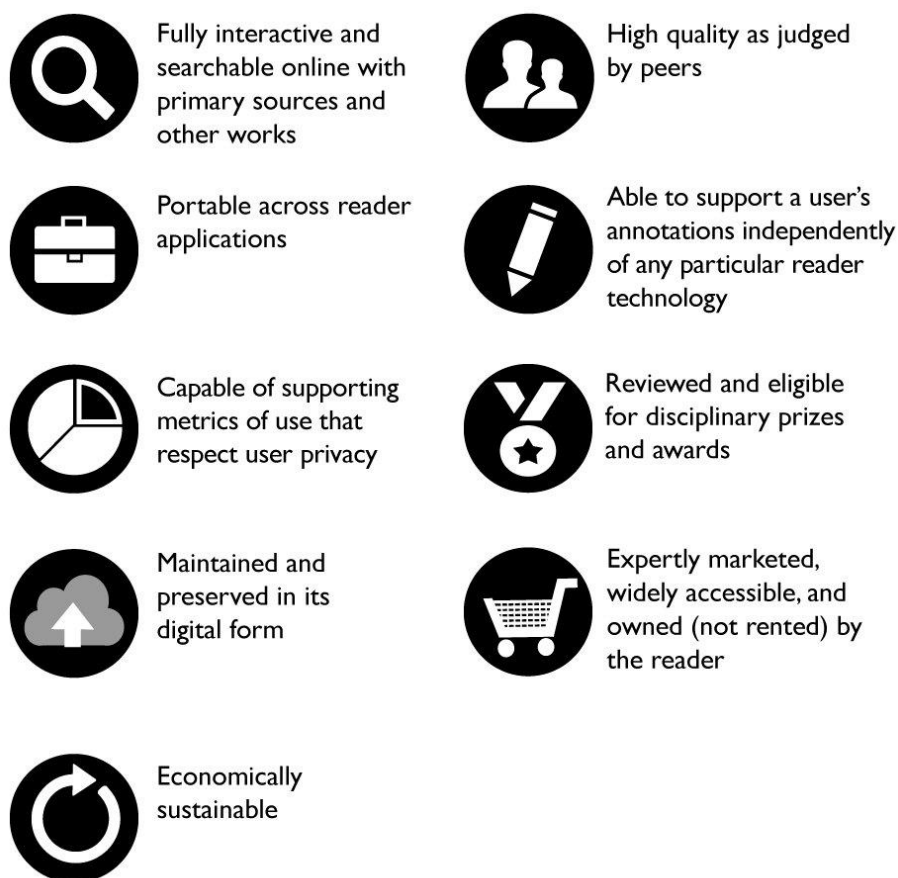 Fully interactive and
searchable online with
primary sources and
other works
High quality as judged
by peers
Portable across reader
applications
Able to support a user's
annotations independently
of any particular reader
technology
Capable of supporting
metrics of use that
respect user privacy
Reviewed and eligible
for disciplinary prizes
and awards
Maintained and
preserved in its
digital form
Expertly marketed,
widely accessible, and
owned (not rented) by
the reader
Economically
sustainable